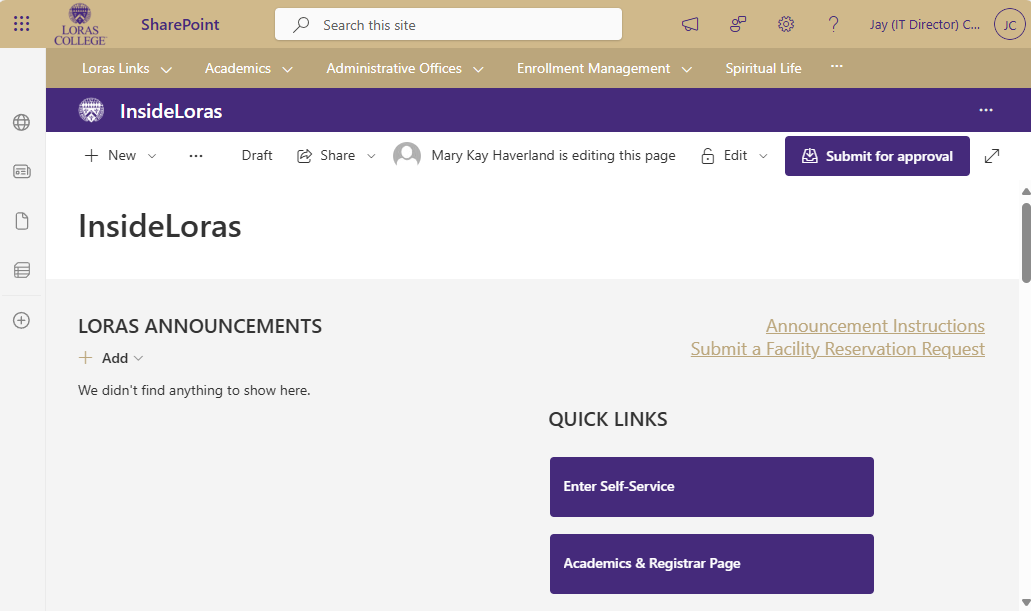 LORAS
COLLEGE
SharePoint
Search this site
?
Jay (IT Director) C...
JC
Loras Links
Academics
Administrative Offices
Enrollment Management
Spiritual Life
...
InsideLoras
...
New
...
Draft
Share
Mary Kay Haverland is editing this page
Edit
Submit for approval
InsideLoras
LORAS ANNOUNCEMENTS
Announcement Instructions
Submit a Facility Reservation Request
Add
We didn't find anything to show here.
QUICK LINKS
Enter Self-Service
Academics & Registrar Page